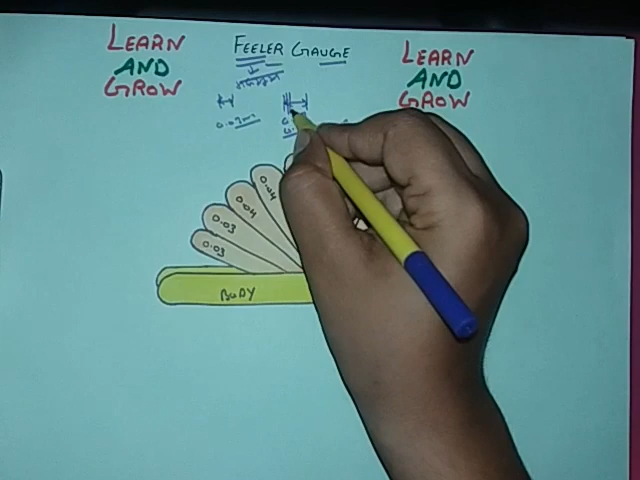 LEARN
AND
GROW
FEELER GAUGE
LEARN
AND
GROW
0.04
0.04
0.03
0.03
BODY